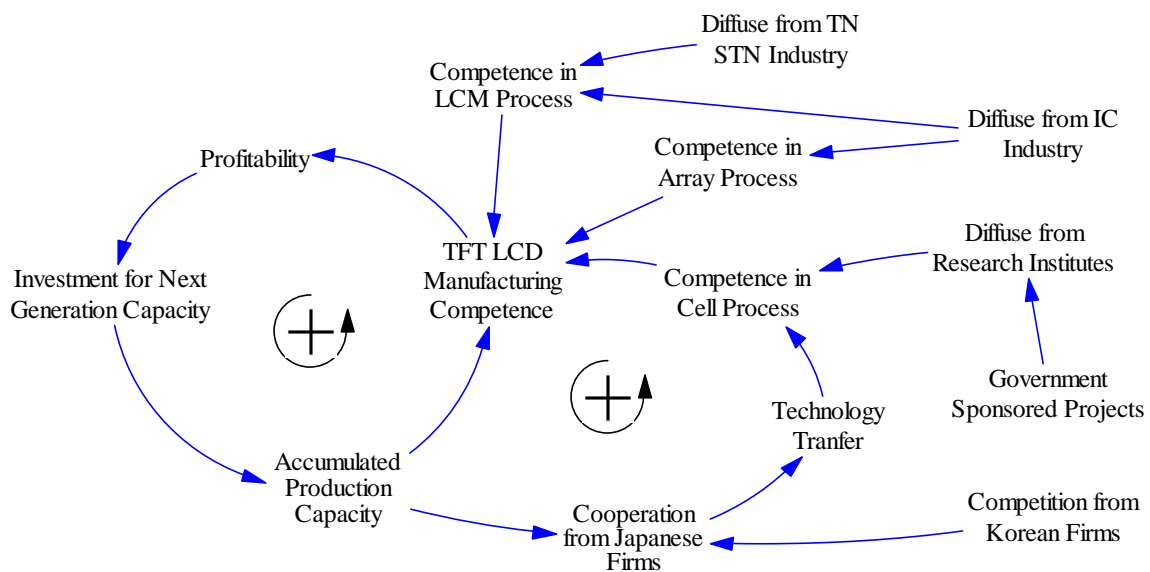 Diffuse from TN
STN Industry
Competence in
LCM Process
Diffuse from IC
Industry
Competence in
Array Process
Profitability
TFT LCD
Manufacturing
Competence
Diffuse from
Research Institutes
Competence in
Cell Process
Investment for Next
Generation Capacity
Government
Sponsored Projects
Technology
Tranfer
Accumulated
Production
Capacity
Cooperation
from Japanese
Firms
Competition from
Korean Firms